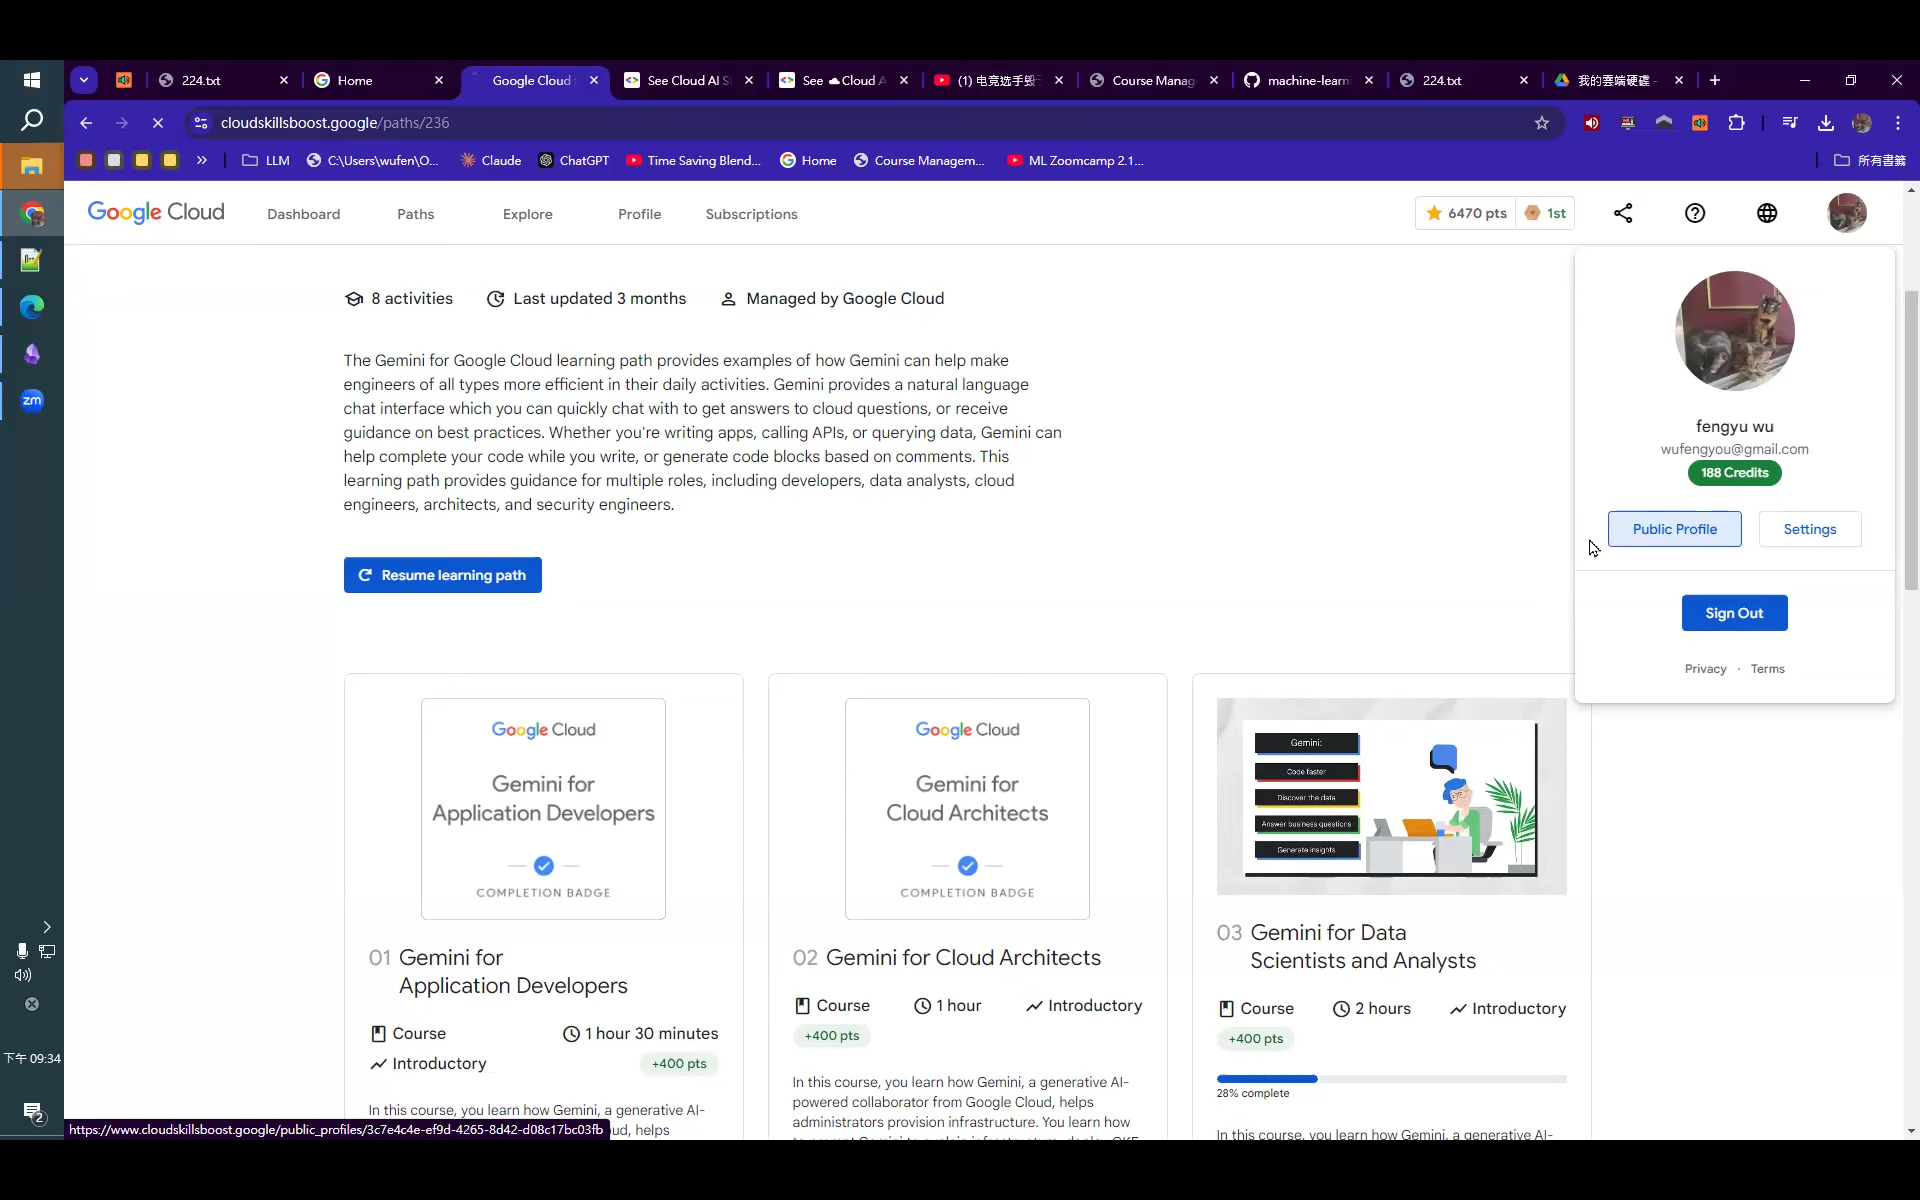 224.txt
Home
Google Cloud
See Cloud AI S
See ☁Cloud A
(1) 电竞选手毁
Course Manag
machine-learni
224.txt
我的雲端硬碟 -
cloudskillsboost.google/paths/236
LLM
C:\Users\wufen\O...
Claude
ChatGPT
Time Saving Blend...
Home
Course Managem...
ML Zoomcamp 2.1...
所有書籤
Google Cloud
Dashboard
Paths
Explore
Profile
Subscriptions
6470 pts
1st
8 activities
Last updated 3 months
Managed by Google Cloud
The Gemini for Google Cloud learning path provides examples of how Gemini can help make
engineers of all types more efficient in their daily activities. Gemini provides a natural language
chat interface which you can quickly chat with to get answers to cloud questions, or receive
guidance on best practices. Whether you're writing apps, calling APIs, or querying data, Gemini can
help complete your code while you write, or generate code blocks based on comments. This
learning path provides guidance for multiple roles, including developers, data analysts, cloud
engineers, architects, and security engineers.
Resume learning path
fengyu wu
wufengyou@gmail.com
188 Credits
Public Profile
Settings
Sign Out
Privacy · Terms
Google Cloud
Gemini for
Application Developers
COMPLETION BADGE
01 Gemini for
Application Developers
Course
1 hour 30 minutes
Introductory
+400 pts
In this course, you learn how Gemini, a generative AI-
ud, helps
Google Cloud
Gemini for
Cloud Architects
COMPLETION BADGE
02 Gemini for Cloud Architects
Course
1 hour
Introductory
+400 pts
In this course, you learn how Gemini, a generative AI-
powered collaborator from Google Cloud, helps
administrators provision infrastructure. You learn how
Gemini:
Code faster
Discover the data
Answer business questions
Generate insights
03 Gemini for Data
Scientists and Analysts
Course
2 hours
Introductory
+400 pts
28% complete
In this course, you learn how Gemini, a generative AI-
zm
下午 09:34
2
https://www.cloudskillsboost.google/public_profiles/3c7e4c4e-ef9d-4265-8d42-d08c17bc03fb